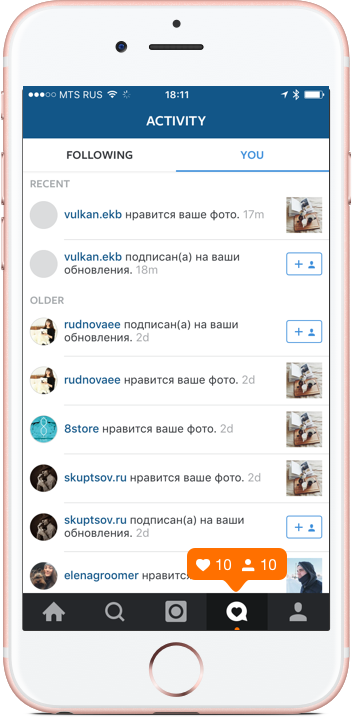 MTS RUS 18:11
ACTIVITY
FOLLOWING YOU
RECENT
vulkan.ekb нравится ваше фото. 17m
vulkan.ekb подписан(а) на ваши
обновления. 18m
OLDER
rudnovaee подписан(а) на ваши
обновления. 2d
rudnovaee нравится ваше фото. 2d
8store нравится ваше фото. 2d
skuptsov.ru нравится ваше фото. 2d
skuptsov.ru подписан(а) на ваши
обновления. 2d
elenagroomer нравитс
10 10